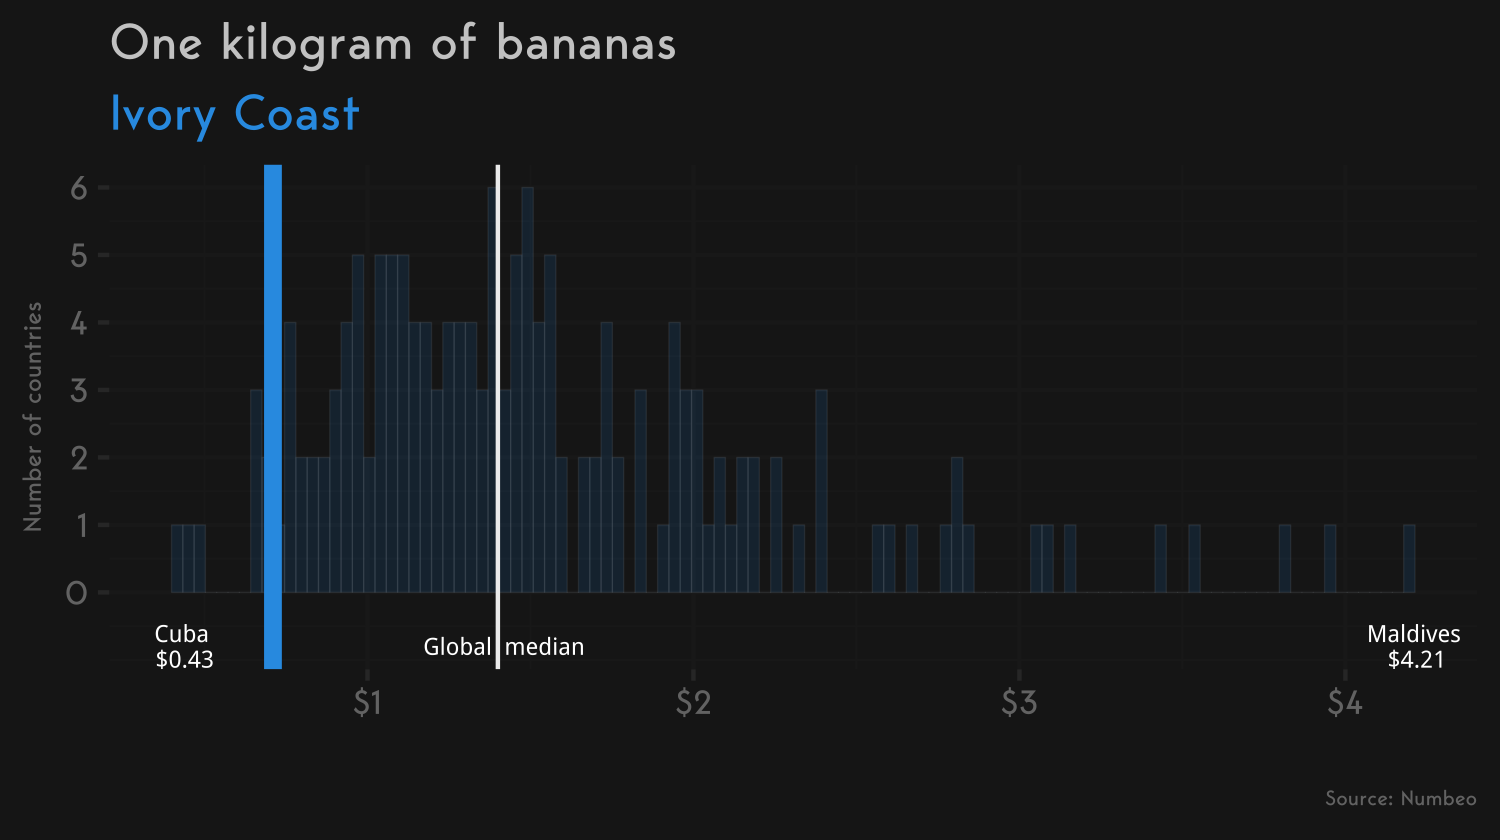 One kilogram of bananas
Ivory Coast
Number of countries
6
5
4
3
2
1
0
Cuba
$0.43
Global median
Maldives
$4.21
$1
$2
$3
$4
Source: Numbeo